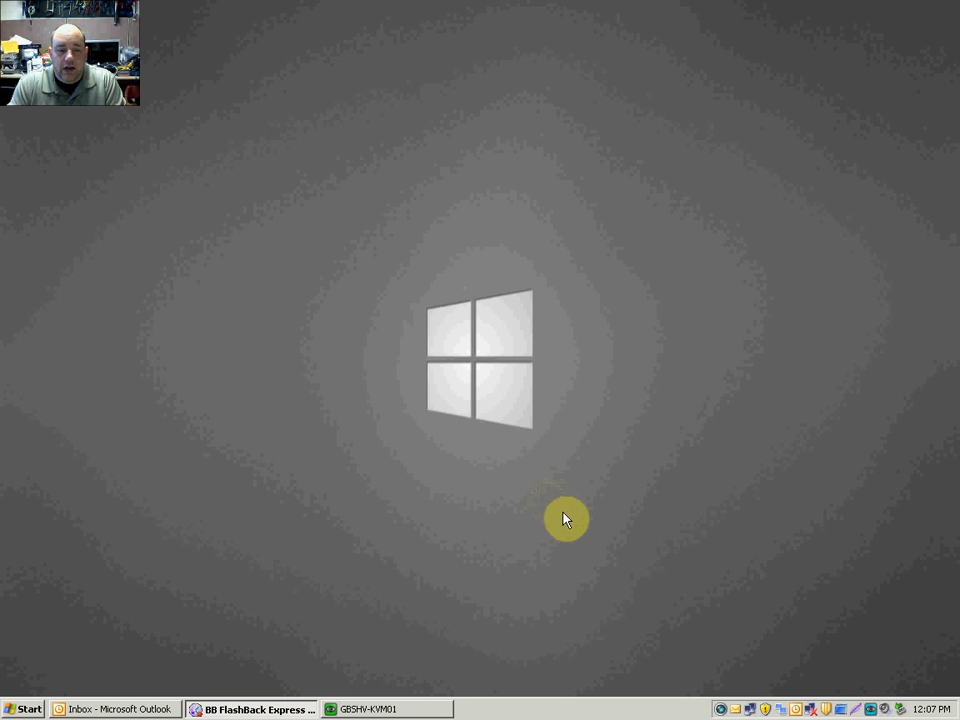 Start
Inbox - Microsoft Outlook
BB FlashBack Express ...
GBSHV-KVM01
12:07 PM